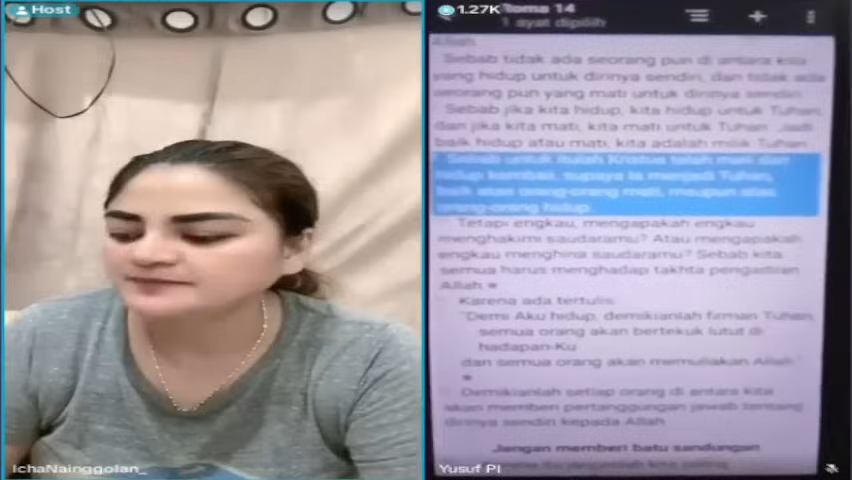 Host
1.27K
Roma 14
1 ayat dipilih
Allah
Sebab tidak ada seorang pun di antara kita
yang hidup untuk dirinya sendiri, dan tidak ada
seorang pun yang mati untuk dirinya sendiri
Sebab jika kita hidup, kita hidup untuk Tuhan,
dan jika kita mati, kita mati untuk Tuhan. Jadi
baik hidup atau mati, kita adalah milik Tuhan
Sebab untuk itulah Kristus telah mati dan
hidup kembali, supaya Ia menjadi Tuhan,
baik atas orang-orang mati, maupun atas
orang-orang hidup
Tetapi engkau, mengapakah engkau
menghakimi saudaramu? Atau mengapakah
engkau menghina saudaramu? Sebab kita
semua harus menghadap takhta pengadilan
Allah
Karena ada tertulis:
"Demi Aku hidup, demikianlah firman Tuhan,
semua orang akan bertekuk lutut di
hadapan-Ku
dan semua orang akan memuliakan Allah"
Demikianlah setiap orang di antara kita
akan memberi pertanggungan jawab tentang
dirinya sendiri kepada Allah
Jangan memberi batu sandungan
IchaNainggolan_
Yusuf PI